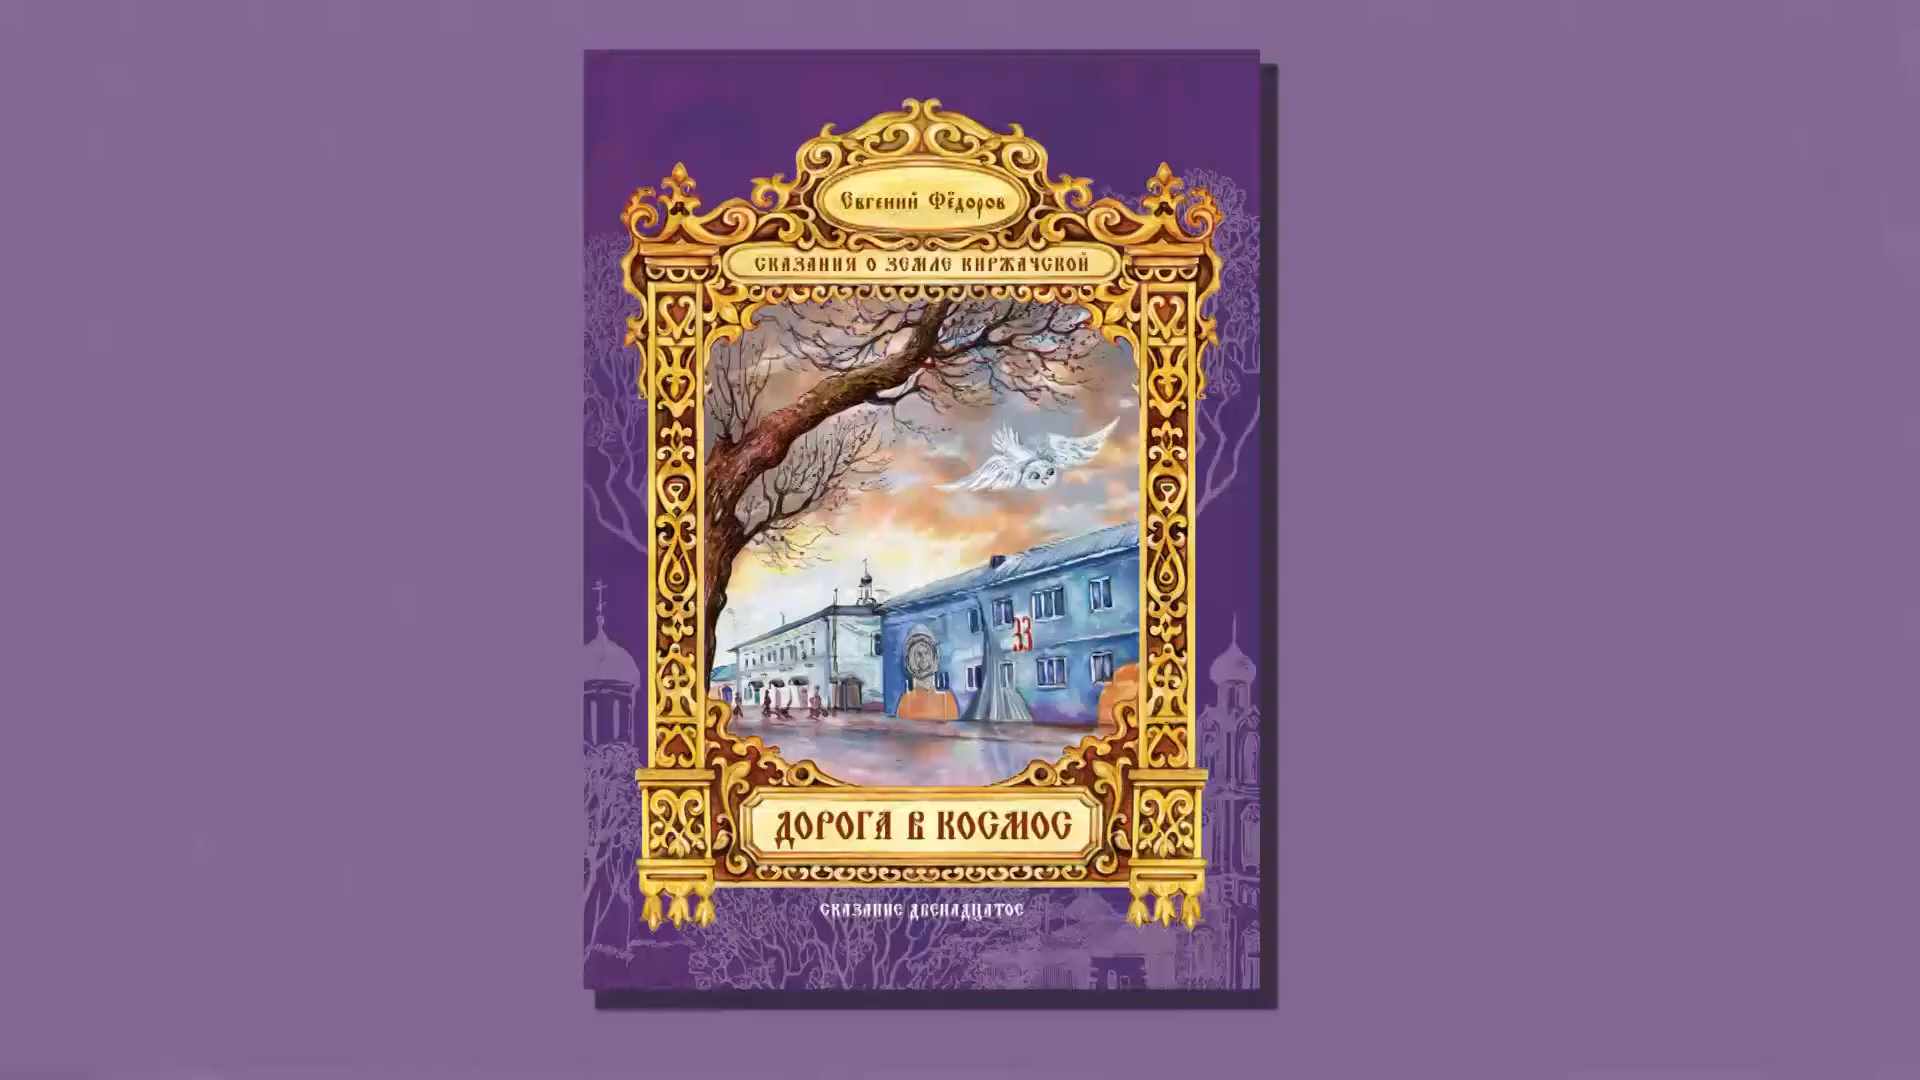 Евгений Фёдоров
СКАЗАНИЯ О ЗЕМЛЕ КИРЖАЧСКОЙ
33
ДОРОГА В КОСМОС
СКАЗАНИЕ ДВЕНАДЦАТОЕ